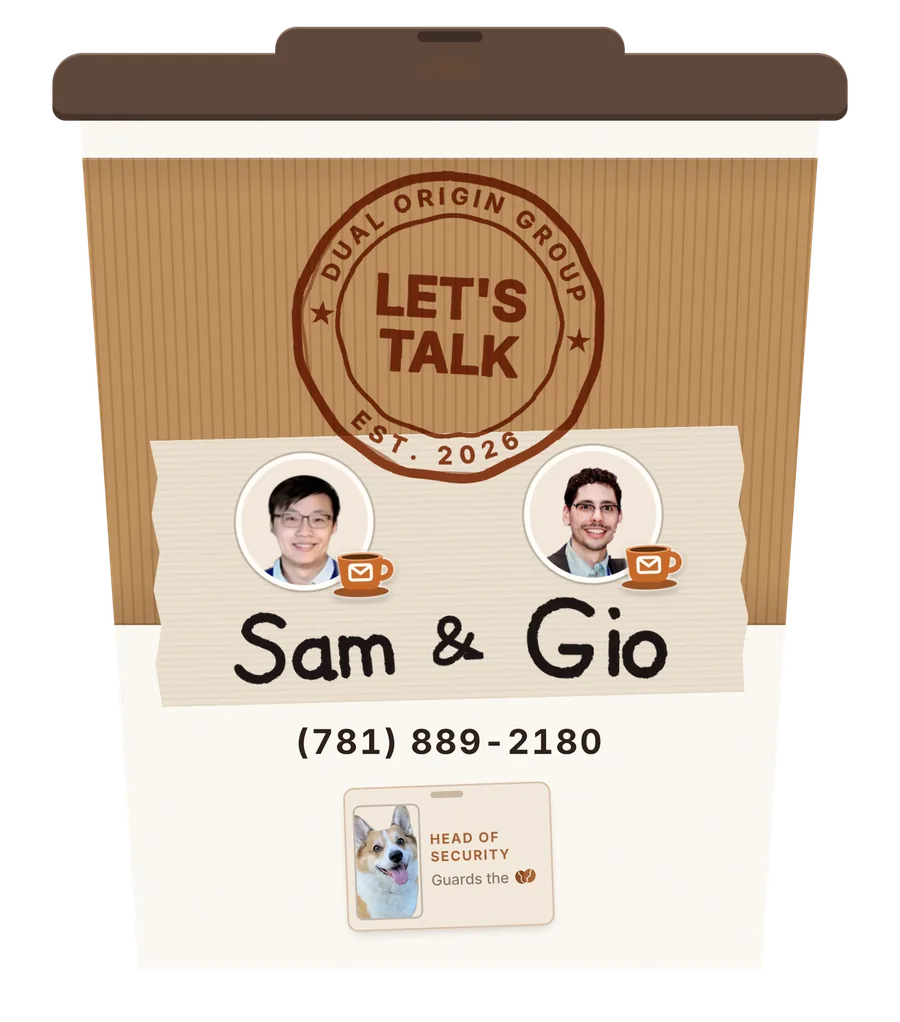 DUAL ORIGIN GROUP
LET'S
TALK
EST. 2026
Sam & Gio
(781) 889-2180
HEAD OF
SECURITY
Guards the